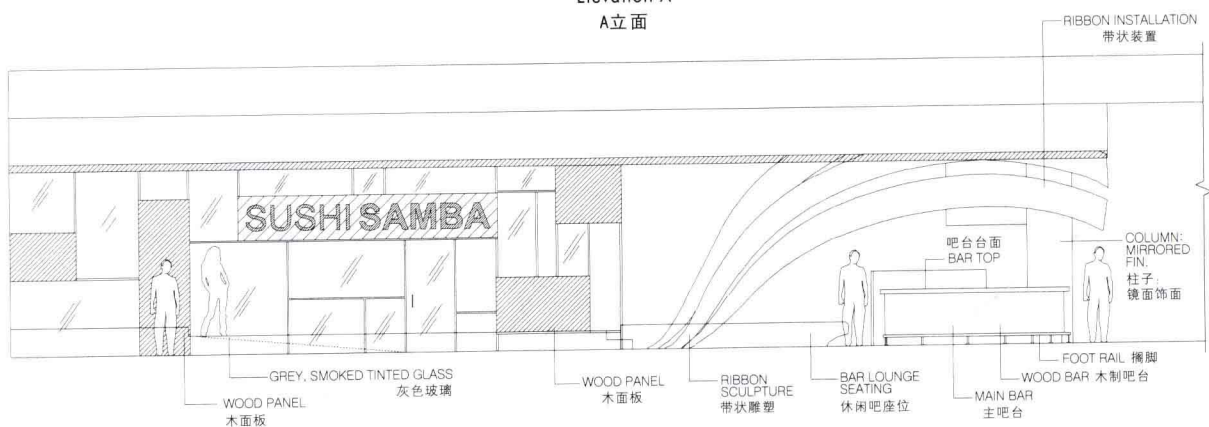 Elevation A
A立面
RIBBON INSTALLATION
带状装置
SUSHI SAMBA
吧台台面
BAR TOP
COLUMN:
MIRRORED
FIN.
柱子:
镜面饰面
GREY, SMOKED TINTED GLASS
灰色玻璃
WOOD PANEL
木面板
WOOD PANEL
木面板
RIBBON
SCULPTURE
带状雕塑
BAR LOUNGE
SEATING
休闲吧座位
FOOT RAIL 搁脚
WOOD BAR 木制吧台
MAIN BAR
主吧台